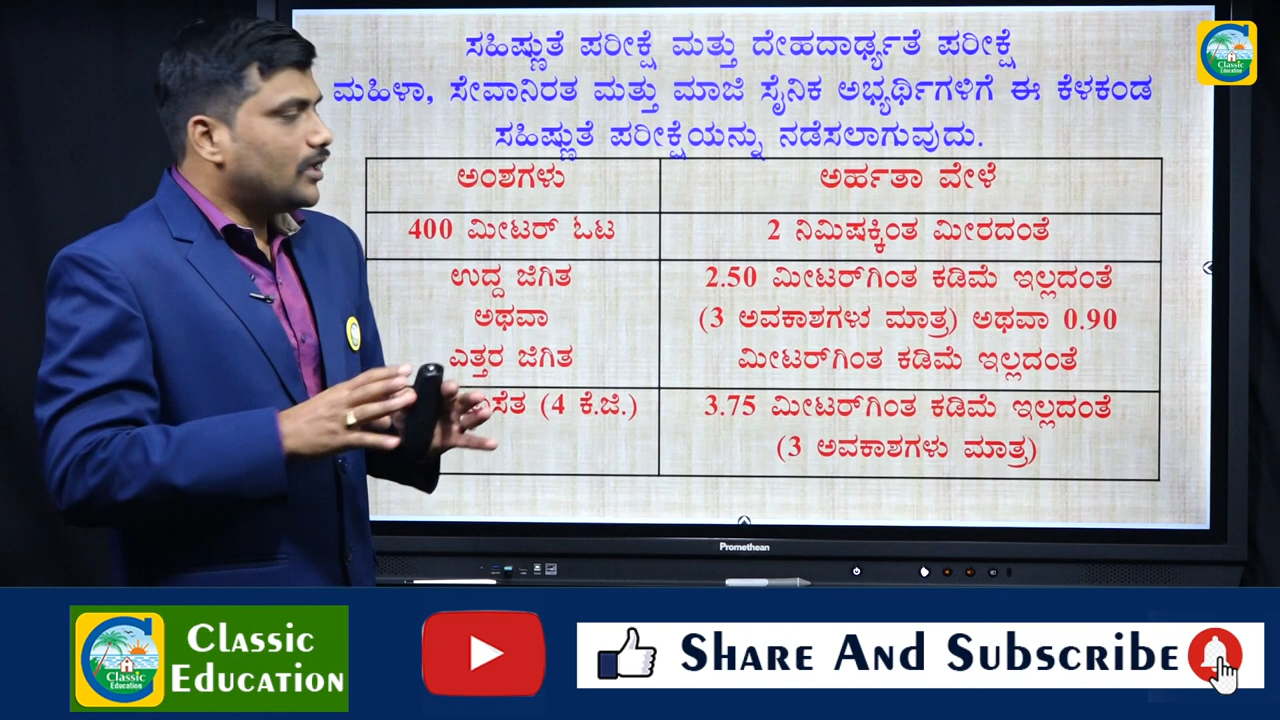 ಸಹಿಷ್ಣುತೆ ಪರೀಕ್ಷೆ ಮತ್ತು ದೇಹದಾರ್ಢ್ಯತೆ ಪರೀಕ್ಷೆ
ಮಹಿಳಾ, ಸೇವಾನಿರತ ಮತ್ತು ಮಾಜಿ ಸೈನಿಕ ಅಭ್ಯರ್ಥಿಗಳಿಗೆ ಈ ಕೆಳಕಂಡ
ಸಹಿಷ್ಣುತೆ ಪರೀಕ್ಷೆಯನ್ನು ನಡೆಸಲಾಗುವುದು.
ಅಂಶಗಳು ಅರ್ಹತಾ ವೇಳೆ
400 ಮೀಟರ್ ಓಟ 2 ನಿಮಿಷಕ್ಕಿಂತ ಮೀರದಂತೆ
ಉದ್ದ ಜಿಗಿತ 2.50 ಮೀಟರ್‌ಗಿಂತ ಕಡಿಮೆ ಇಲ್ಲದಂತೆ
ಅಥವಾ (3 ಅವಕಾಶಗಳು ಮಾತ್ರ) ಅಥವಾ 0.90
ಎತ್ತರ ಜಿಗಿತ ಮೀಟರ್‌ಗಿಂತ ಕಡಿಮೆ ಇಲ್ಲದಂತೆ
(4 ಕೆ.ಜಿ.) 3.75 ಮೀಟರ್‌ಗಿಂತ ಕಡಿಮೆ ಇಲ್ಲದಂತೆ
(3 ಅವಕಾಶಗಳು ಮಾತ್ರ)
Classic
Education
Promethean
Classic
Education
Classic
Education
Share And Subscribe